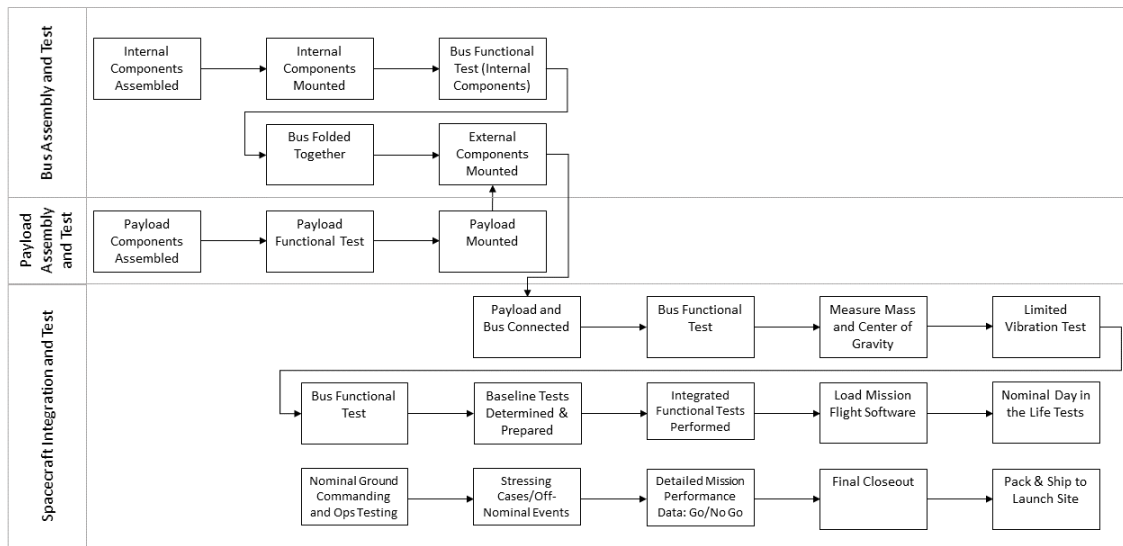 Bus Assembly and Test
Internal
Components
Assembled
Internal
Components
Mounted
Bus Functional
Test (Internal
Components)
Bus Folded
Together
External
Components
Mounted
Payload
Assembly
and Test
Payload
Components
Assembled
Payload
Functional Test
Payload
Mounted
Spacecraft Integration and Test
Payload and
Bus Connected
Bus Functional
Test
Measure Mass
and Center of
Gravity
Limited
Vibration Test
Bus Functional
Test
Baseline Tests
Determined &
Prepared
Integrated
Functional Tests
Performed
Load Mission
Flight Software
Nominal Day in
the Life Tests
Nominal Ground
Commanding
and Ops Testing
Stressing
Cases/Off-
Nominal Events
Detailed Mission
Performance
Data: Go/No Go
Final Closeout
Pack & Ship to
Launch Site